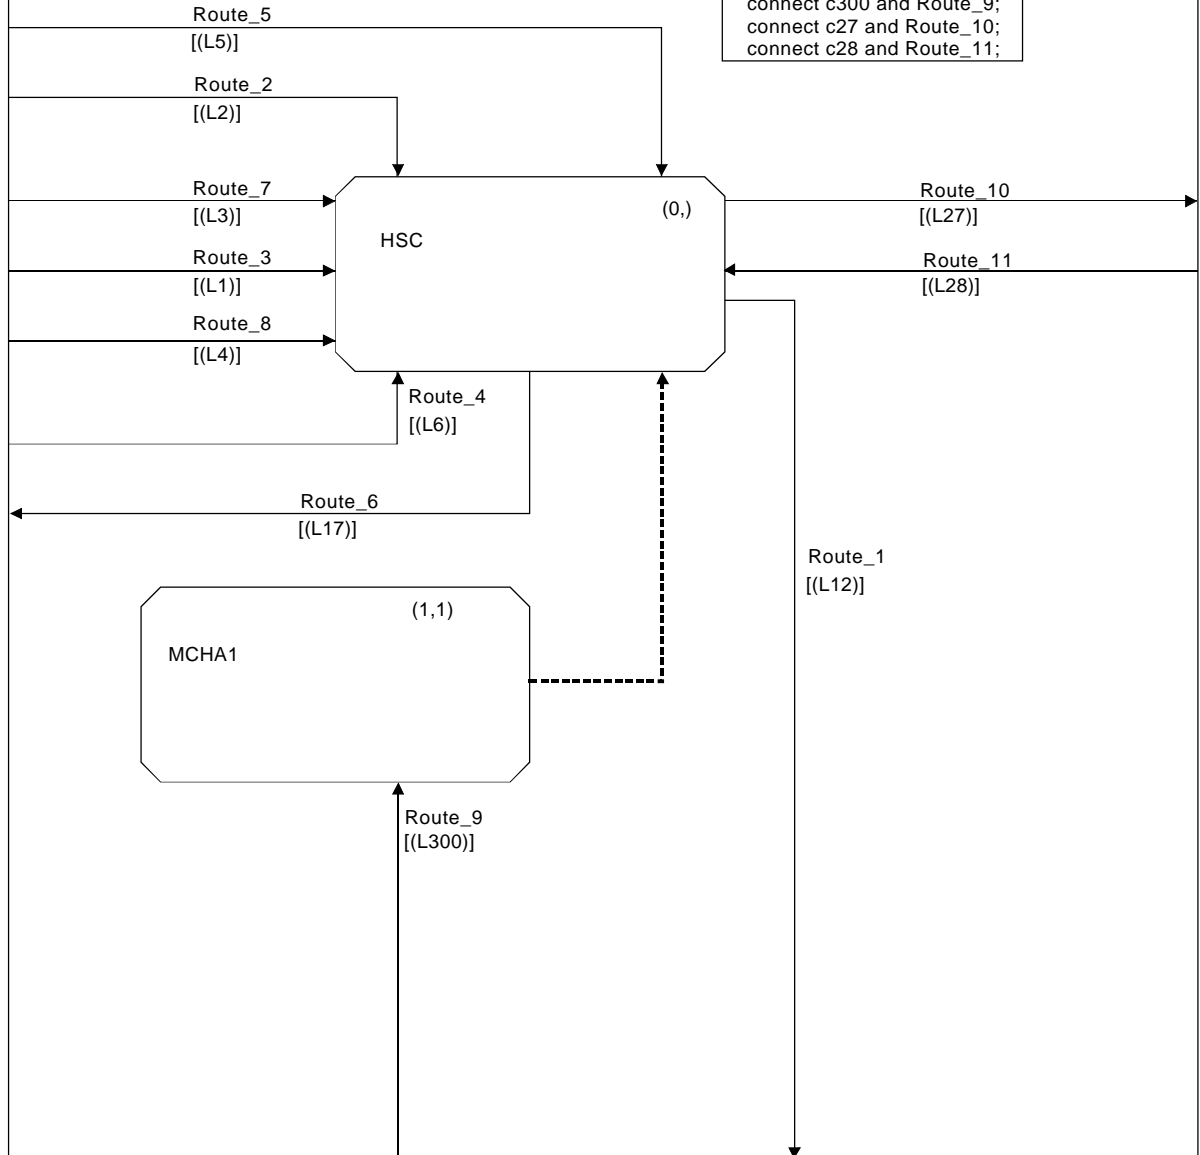 Route_5
[(L5)]
connect c300 and Route_9;
connect c27 and Route_10;
connect c28 and Route_11;
Route_2
[(L2)]
Route_7
[(L3)]
(0,)
Route_10
[(L27)]
HSC
Route_3
[(L1)]
Route_11
[(L28)]
Route_8
[(L4)]
Route_4
[(L6)]
Route_6
[(L17)]
Route_1
[(L12)]
(1,1)
MCHA1
Route_9
[(L300)]